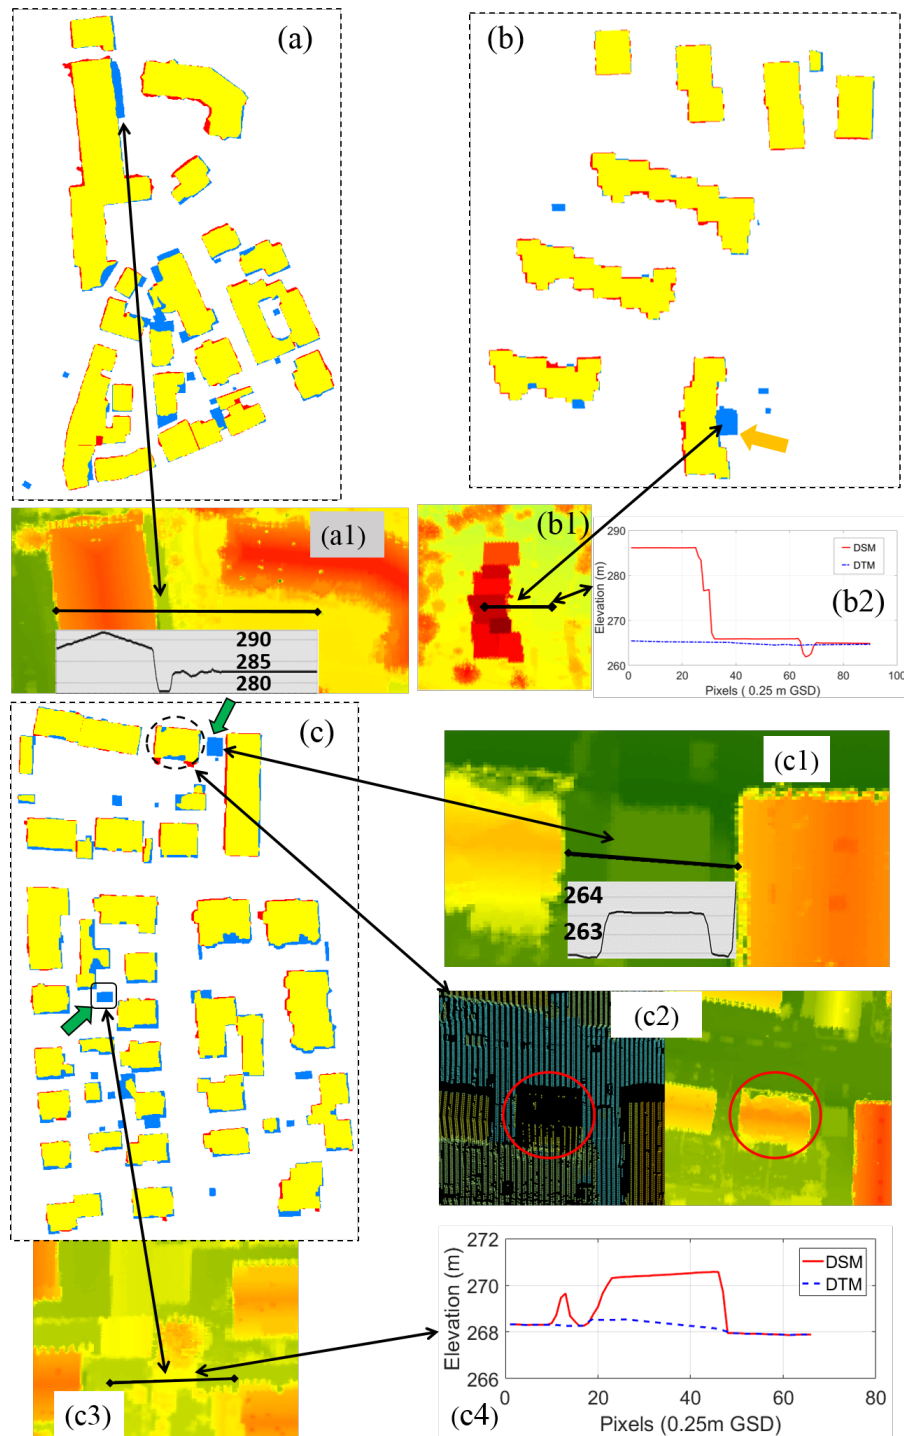 (a)
(b)
(a1)
290
285
280
(b1)
290
280
270
260
0
20
40
60
80
100
Elevation (m)
Pixels ( 0.25m GSD)
DSM
DTM
(b2)
(c)
(c1)
264
263
(c2)
(c3)
272
270
268
266
0
20
40
60
80
Elevation (m)
Pixels (0.25m GSD)
DSM
DTM
(c4)